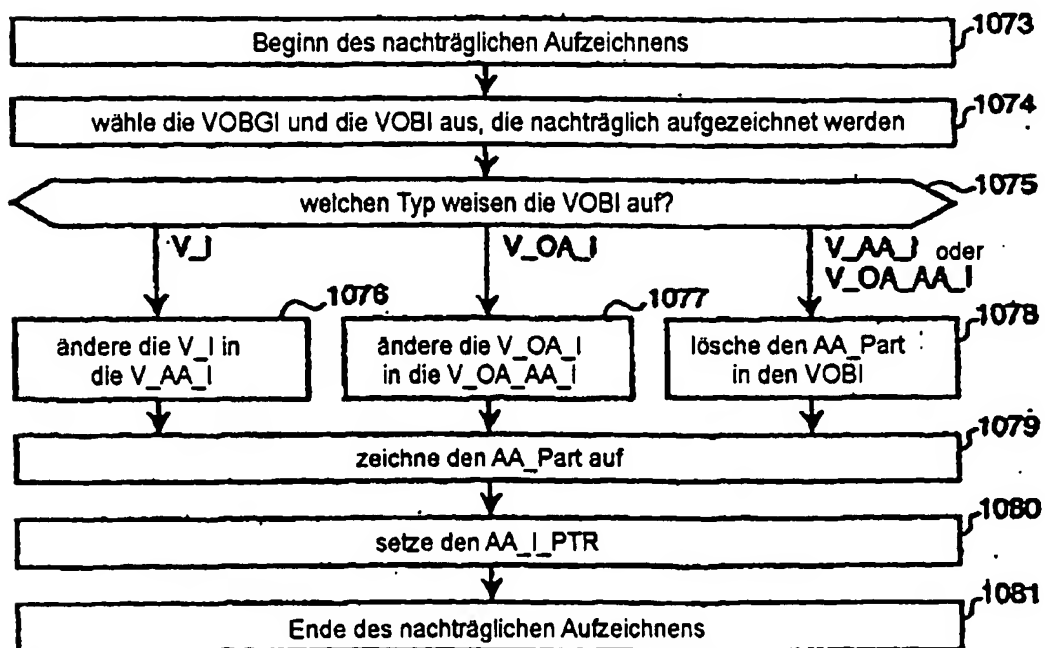 Beginn des nachträglichen Aufzeichnens
1073
wähle die VOBGI und die VOBI aus, die nachträglich aufgezeichnet werden
1074
welchen Typ weisen die VOBI auf?
1075
V_I
V_OA_I
V_AA_I oder
V_OA_AA_I
1076
ändere die V_I in
die V_AA_I
1077
ändere die V_OA_I
in die V_OA_AA_I
1078
lösche den AA_Part
in den VOBI
1079
zeichne den AA_Part auf
1080
setze den AA_I_PTR
1081
Ende des nachträglichen Aufzeichnens